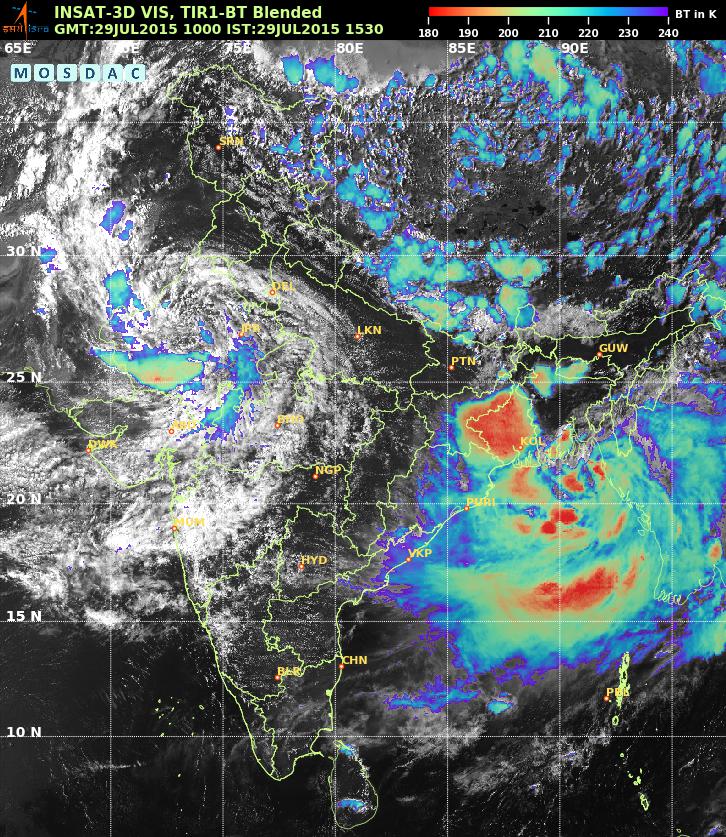 INSAT-3D VIS, TIR1-BT Blended
GMT:29JUL2015 1000 IST:29JUL2015 1530
BT in K
180 190 200 210 220 230 240
65E 75E 80E 85E 90E
M O S D A C
SRN
30 N
DEL
JPR
LKN
GUW
PTN
25 N
KOL
DWK
NGP
20 N
PURI
MUM
VKP
HYD
15 N
CHN
BLR
PBL
10 N